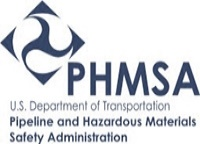 PHMSA
U.S. Department of Transportation
Pipeline and Hazardous Materials
Safety Administration